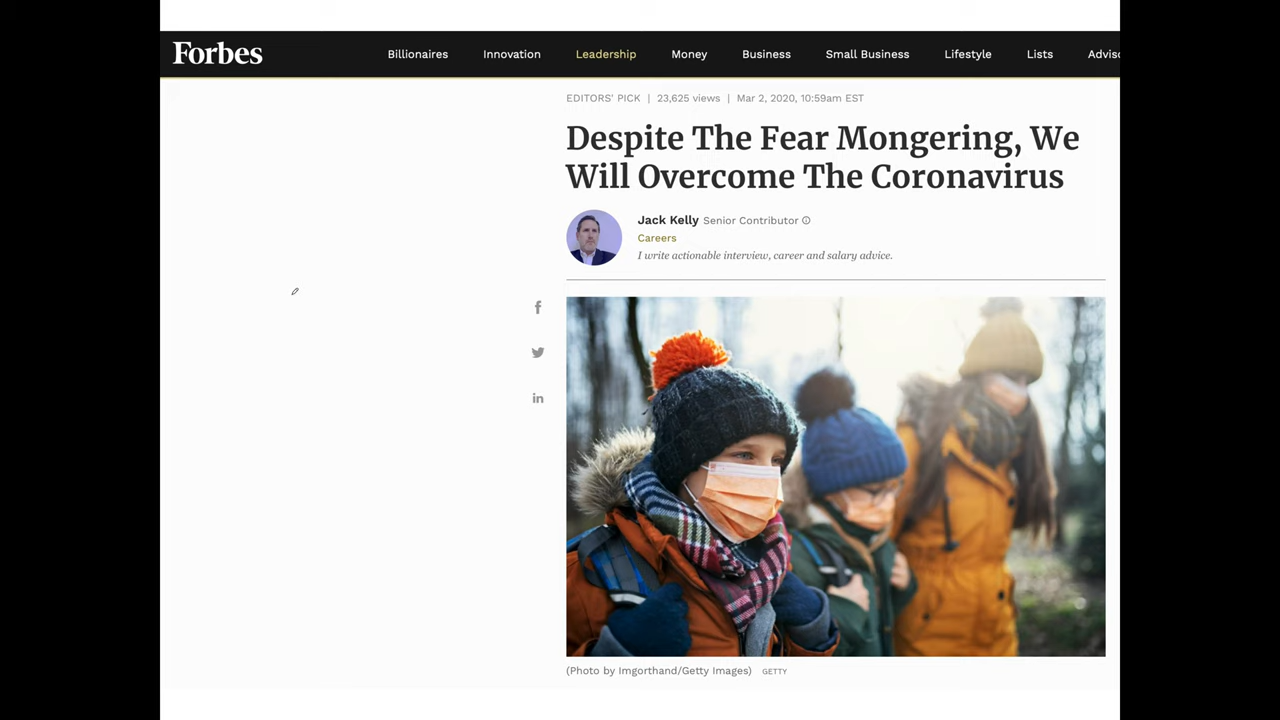 Forbes
Billionaires Innovation Leadership Money Business Small Business Lifestyle Lists
EDITORS' PICK | 23,625 views | Mar 2, 2020, 10:59am EST
Despite The Fear Mongering, We
Will Overcome The Coronavirus
Jack Kelly Senior Contributor
Careers
I write actionable interview, career and salary advice.
f
in
(Photo by Imgorthand/Getty Images) GETTY